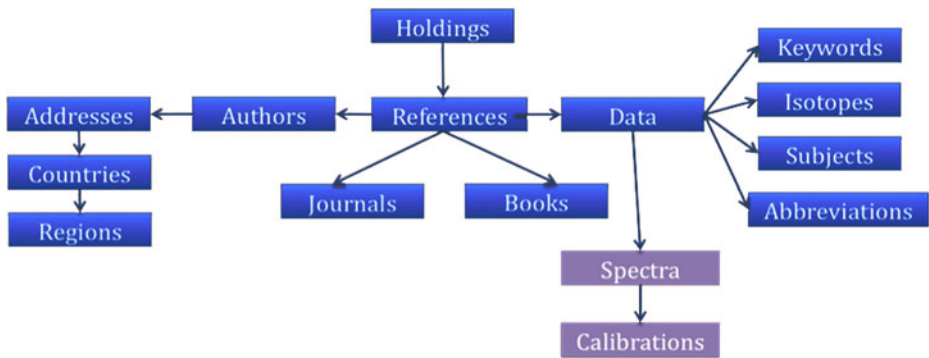 Holdings
Keywords
Addresses
Authors
References
Data
Isotopes
Countries
Subjects
Regions
Journals
Books
Abbreviations
Spectra
Calibrations